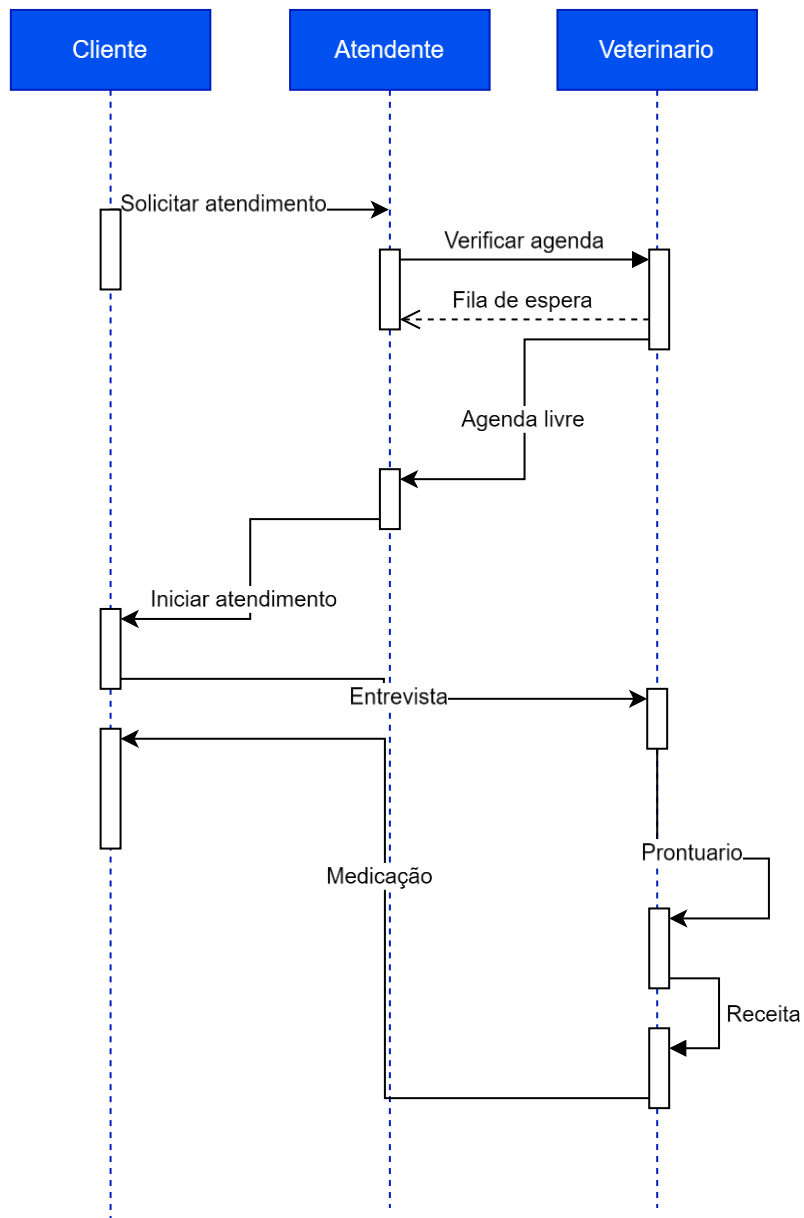 Cliente
Atendente
Veterinario
Solicitar atendimento
Verificar agenda
Fila de espera
Agenda livre
Iniciar atendimento
Entrevista
Prontuario
Medicação
Receita